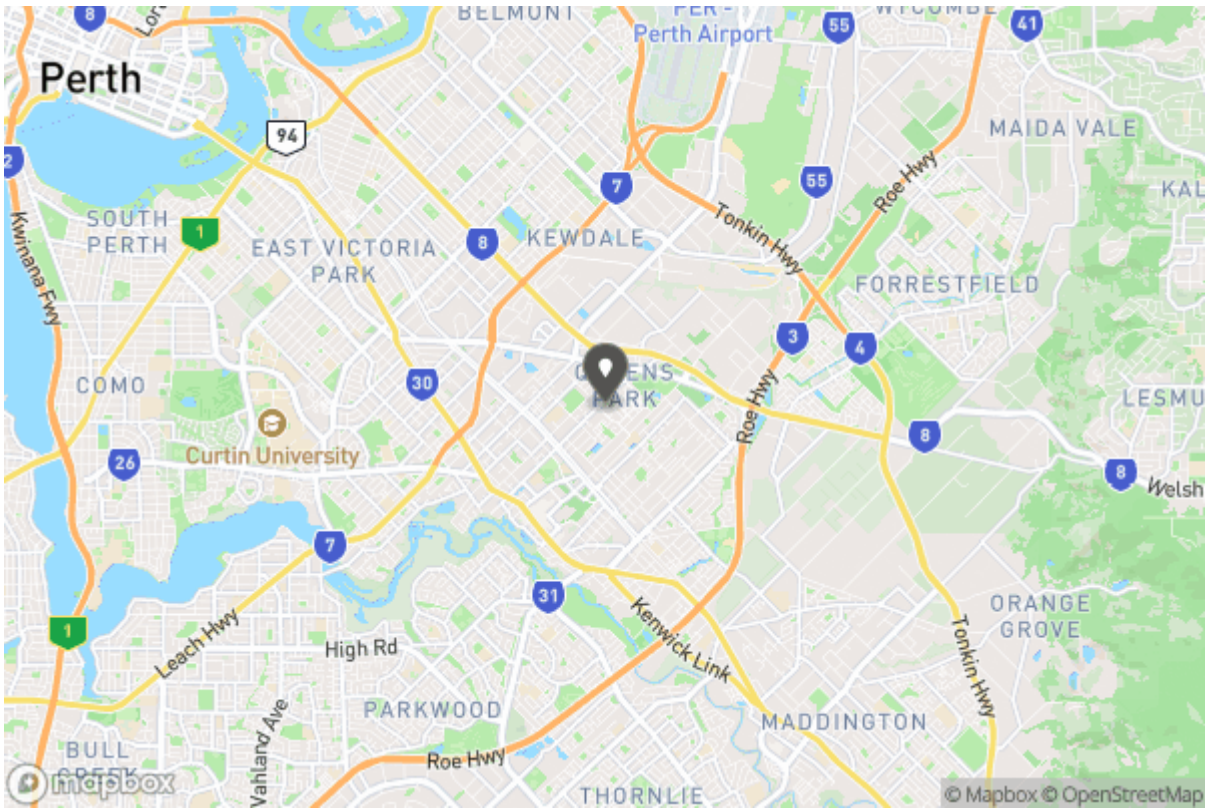 BELMONT
PER -
Perth Airport
WYCOMBE
8
55
41
Perth
94
MAIDA VALE
2
7
55
Roe Hwy
KAL
SOUTH
PERTH
1
EAST VICTORIA
PARK
8
KEWDALE
Tonkin Hwy
Kwinana Fwy
FORRESTFIELD
3
4
COMO
30
PARK
LESMU
Roe Hwy
26
Curtin University
8
8
Welsh
7
31
1
Leach Hwy
High Rd
Kenwick Link
ORANGE
GROVE
Tonkin Hwy
PARKWOOD
MADDINGTON
BULL
Vahland Ave
Roe Hwy
mapbox
THORNLIE
© Mapbox © OpenStreetMap